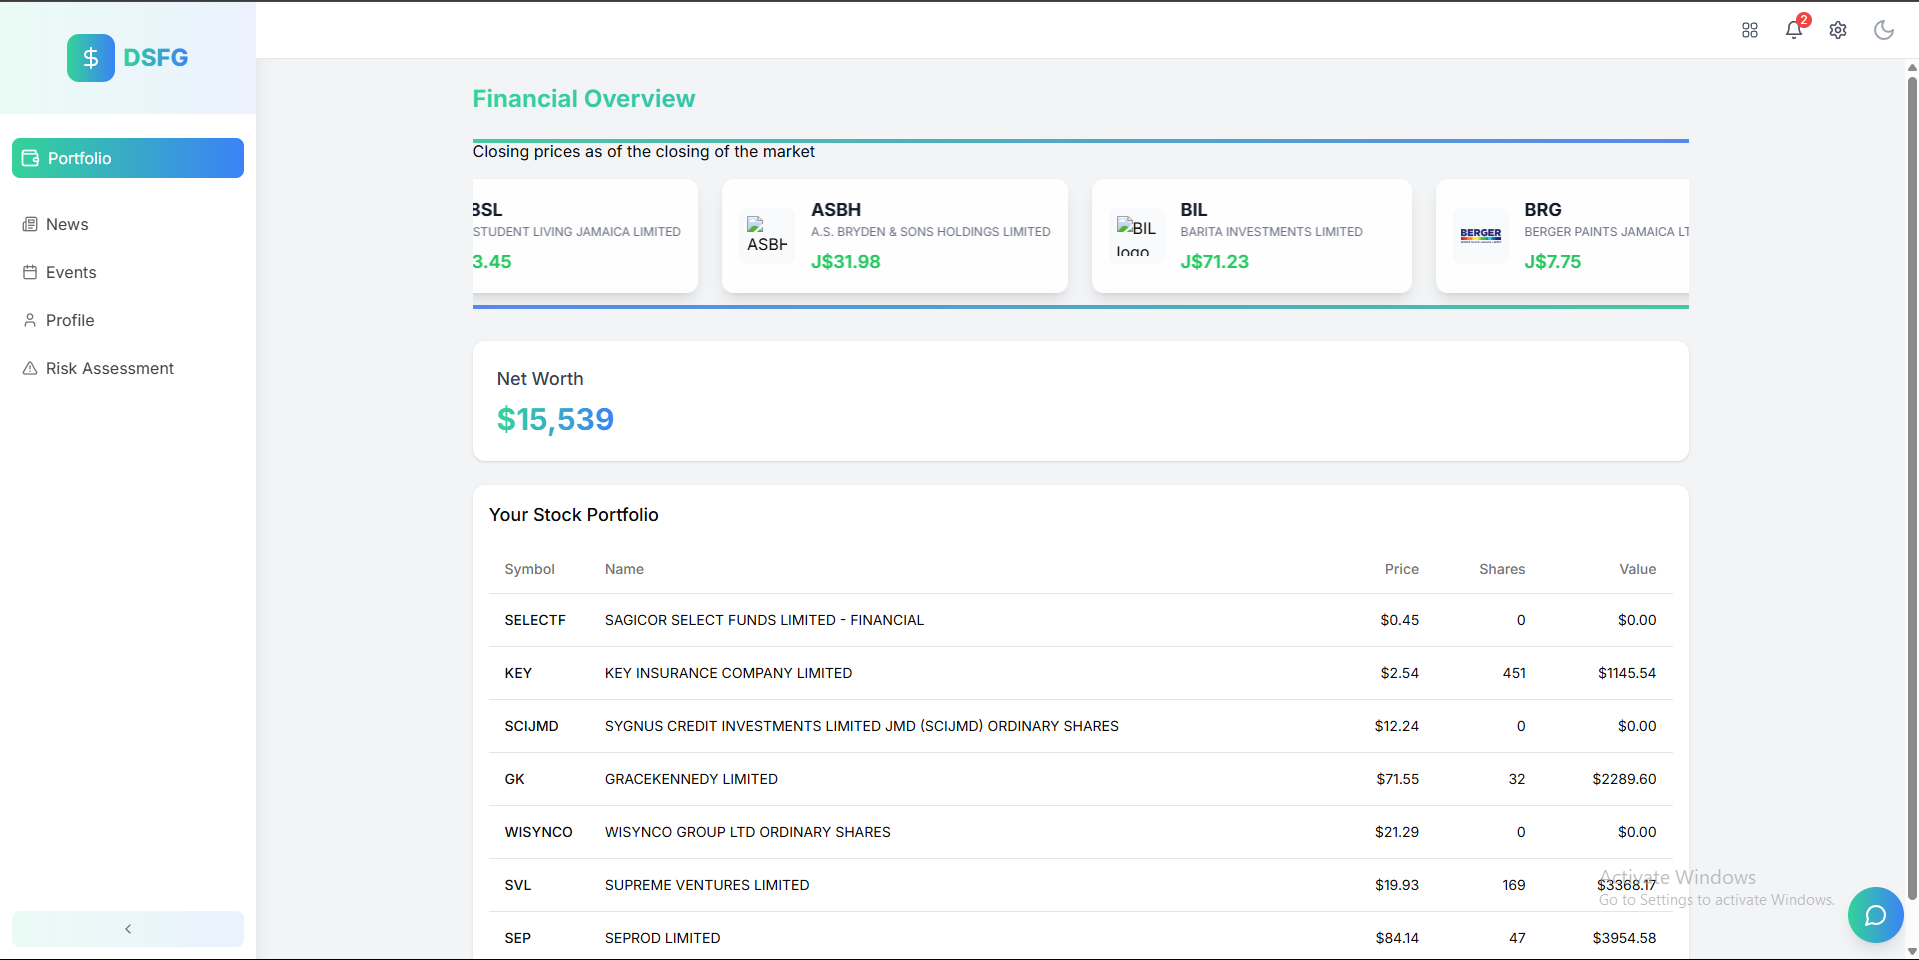 DSFG
2
Portfolio
News
Events
Profile
Risk Assessment
Financial Overview
Closing prices as of the closing of the market
BSL
STUDENT LIVING JAMAICA LIMITED
3.45
ASBH
ASBH
A.S. BRYDEN & SONS HOLDINGS LIMITED
J$31.98
BIL logo
BIL
BARITA INVESTMENTS LIMITED
J$71.23
BERGER
BRG
BERGER PAINTS JAMAICA LT
J$7.75
Net Worth
$15,539
Your Stock Portfolio
Symbol Name Price Shares Value
SELECTF SAGICOR SELECT FUNDS LIMITED - FINANCIAL $0.45 0 $0.00
KEY KEY INSURANCE COMPANY LIMITED $2.54 451 $1145.54
SCIJMD SYGNUS CREDIT INVESTMENTS LIMITED JMD (SCIJMD) ORDINARY SHARES $12.24 0 $0.00
GK GRACEKENNEDY LIMITED $71.55 32 $2289.60
WISYNCO WISYNCO GROUP LTD ORDINARY SHARES $21.29 0 $0.00
SVL SUPREME VENTURES LIMITED $19.93 169 $3368.17
SEP SEPROD LIMITED $84.14 47 $3954.58
Activate Windows
Go to Settings to activate Windows.